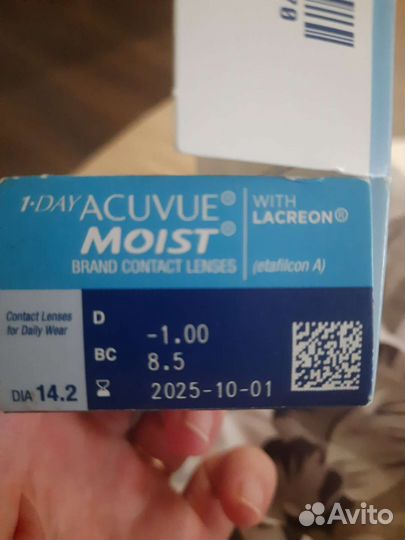 70
1·DAY ACUVUE®
MOIST®
BRAND CONTACT LENSES
WITH
LACREON®
(etafilcon A)
Contact Lenses
for Daily Wear
DIA 14.2
D -1.00
BC 8.5
2025-10-01
Avito